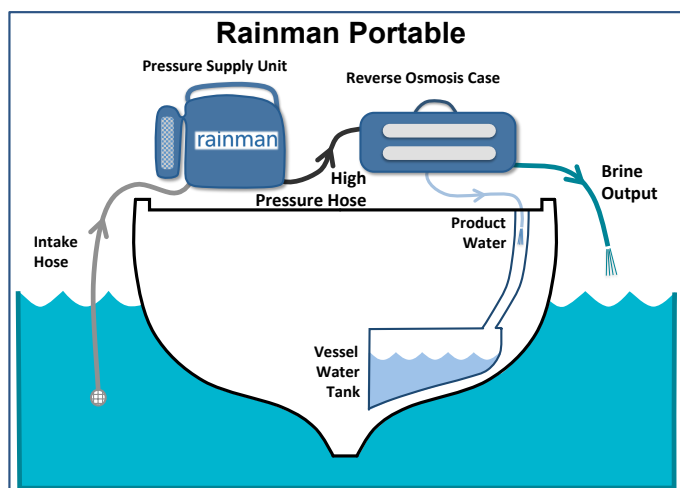 Rainman Portable
Pressure Supply Unit
Reverse Osmosis Case
rainman
High
Pressure Hose
Brine
Output
Product
Water
Intake
Hose
Vessel
Water
Tank